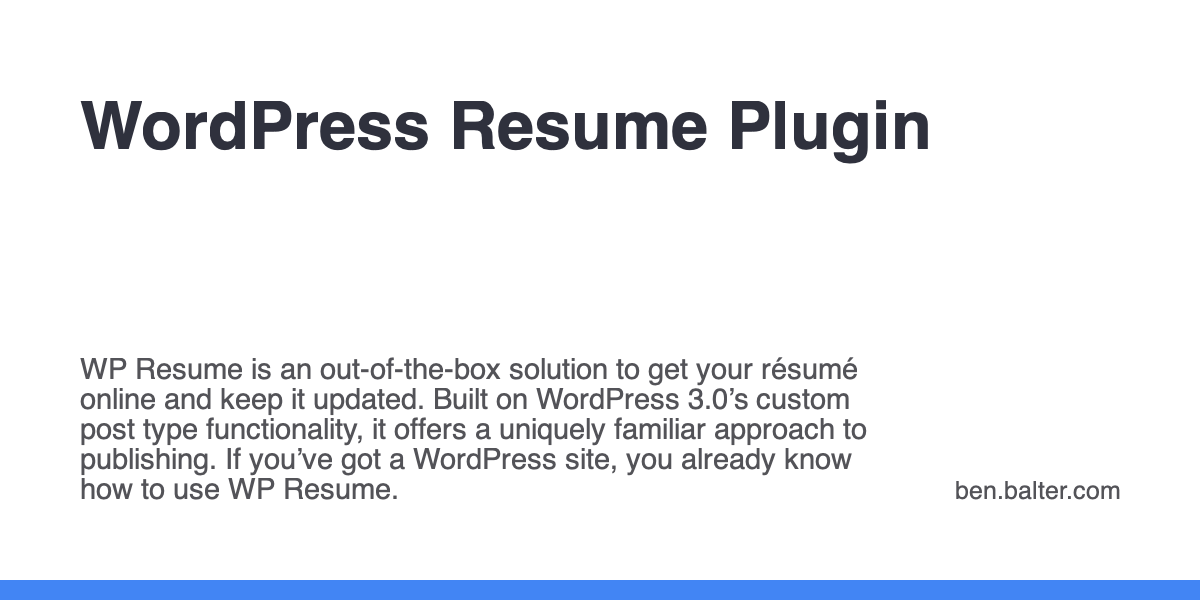 WordPress Resume Plugin
WP Resume is an out-of-the-box solution to get your résumé
online and keep it updated. Built on WordPress 3.0’s custom
post type functionality, it offers a uniquely familiar approach to
publishing. If you’ve got a WordPress site, you already know
how to use WP Resume.
ben.balter.com